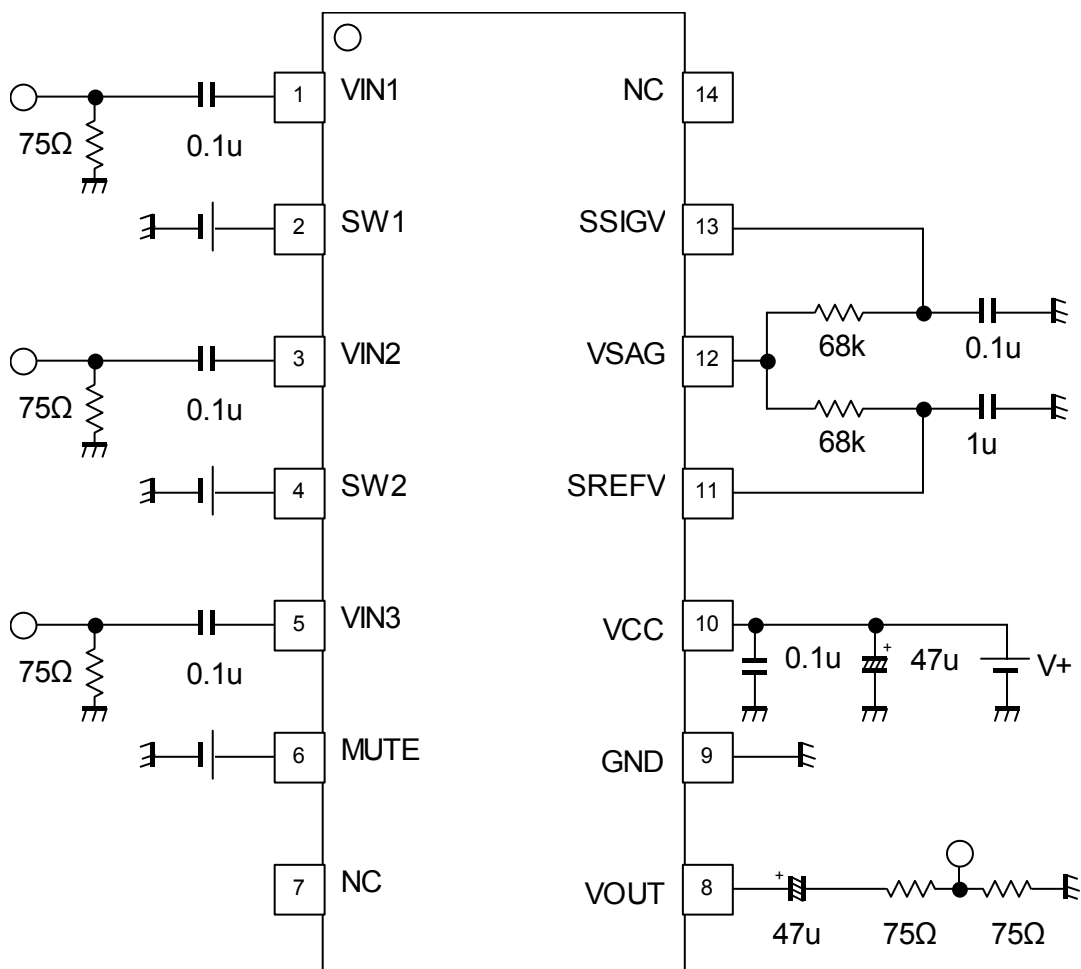 1 VIN1
75Ω 0.1u
2 SW1
3 VIN2
75Ω 0.1u
4 SW2
5 VIN3
75Ω 0.1u
6 MUTE
7 NC
NC 14
SSIGV 13
68k 0.1u
VSAG 12
68k 1u
SREFV 11
VCC 10
0.1u + 47u V+
GND 9
VOUT 8
+
47u 75Ω 75Ω